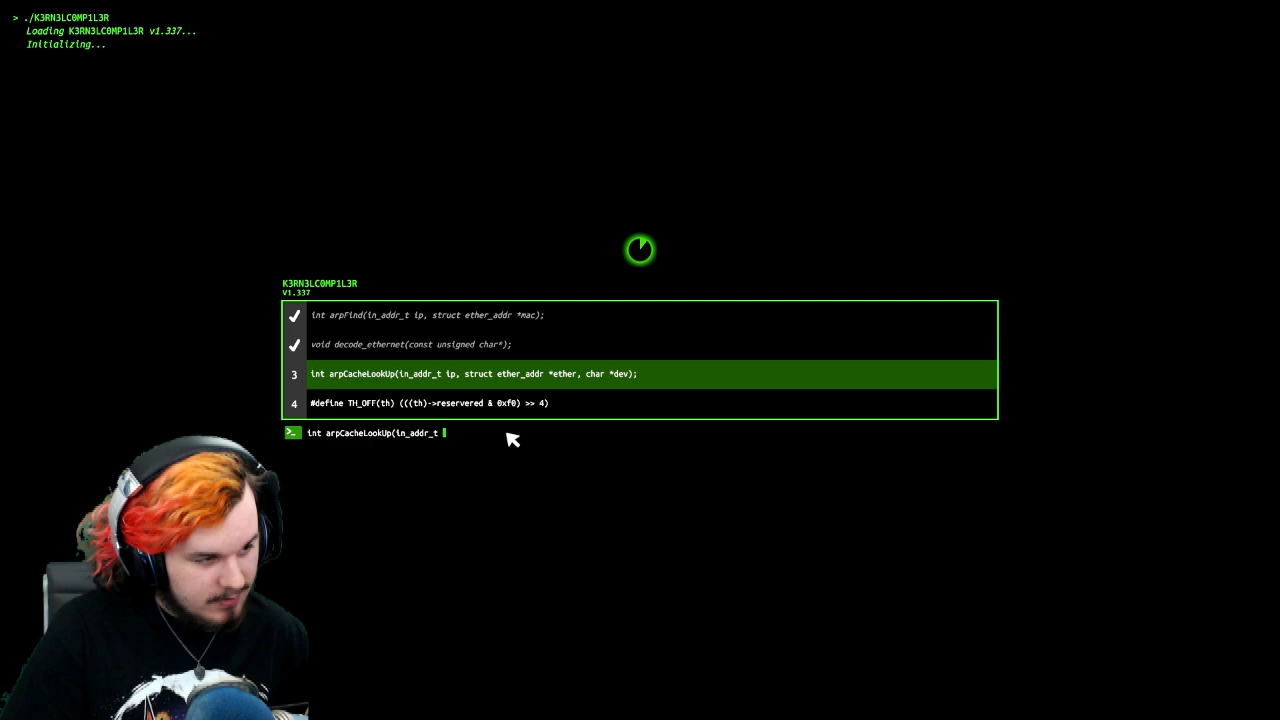 > ./K3RN3LC0MP1L3R
Loading K3RN3LC0MP1L3R v1.337...
Initializing...
K3RN3LC0MP1L3R
V1.337
int arpFind(in_addr_t ip, struct ether_addr *mac);
void decode_ethernet(const unsigned char*);
3 int arpCacheLookUp(in_addr_t ip, struct ether_addr *ether, char *dev);
4 #define TH_OFF(th) (((th)->reservered & 0xf0) >> 4)
>_ int arpCacheLookUp(in_addr_t